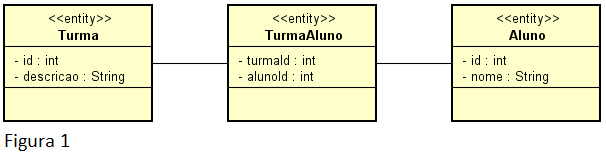 <<entity>>
Turma
- id : int
- descricao : String
<<entity>>
TurmaAluno
- turmaId : int
- alunoId : int
<<entity>>
Aluno
- id : int
- nome : String
Figura 1